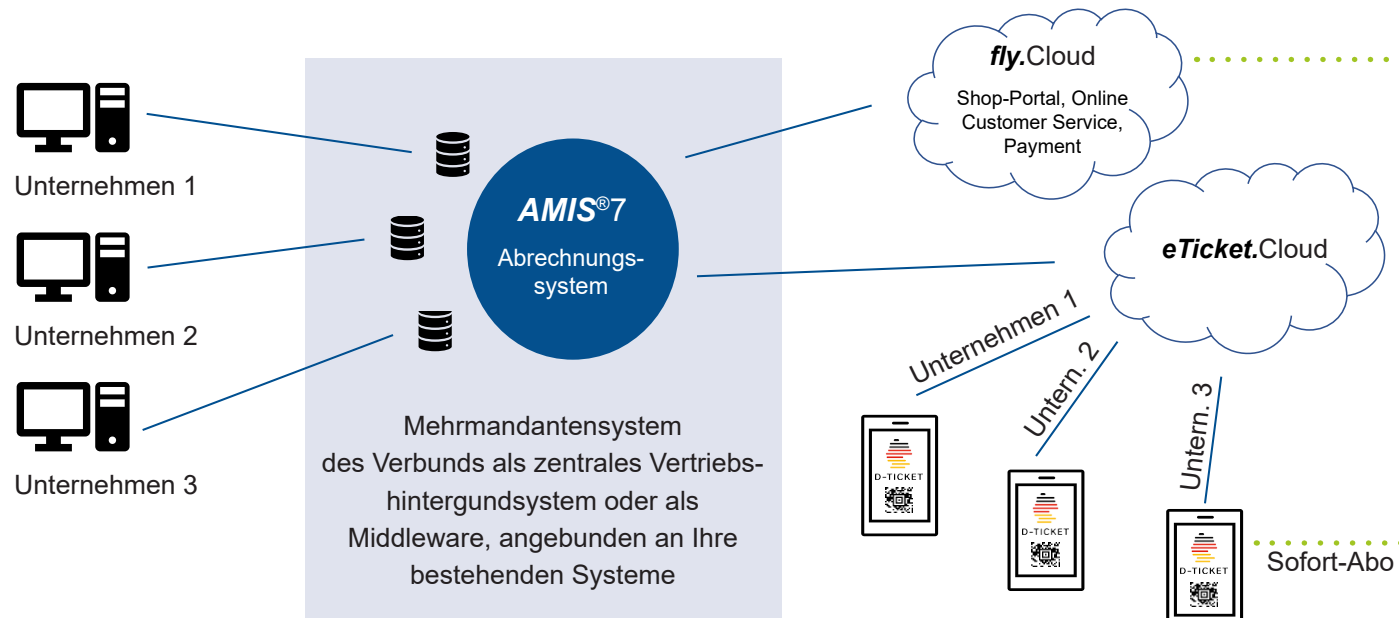 Unternehmen 1
Unternehmen 2
Unternehmen 3
AMIS®7
Abrechnungs-
system
Mehrmandantensystem
des Verbunds als zentrales Vertriebs-
hintergundsystem oder als
Middleware, angebunden an Ihre
bestehenden Systeme
fly.Cloud
Shop-Portal, Online
Customer Service,
Payment
eTicket.Cloud
Unternehmen 1
Untern. 2
Untern. 3
D-TICKET
D-TICKET
D-TICKET
Sofort-Abo